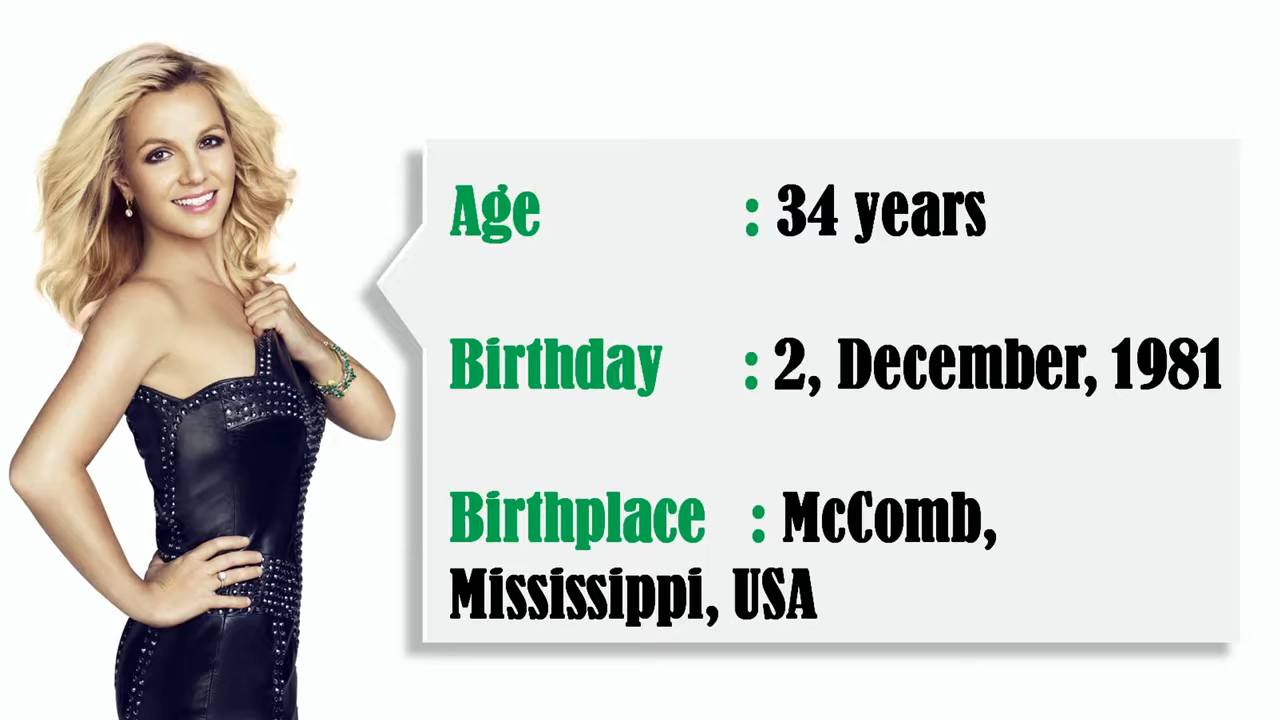 Age : 34 years
Birthday : 2, December, 1981
Birthplace : McComb,
Mississippi, USA